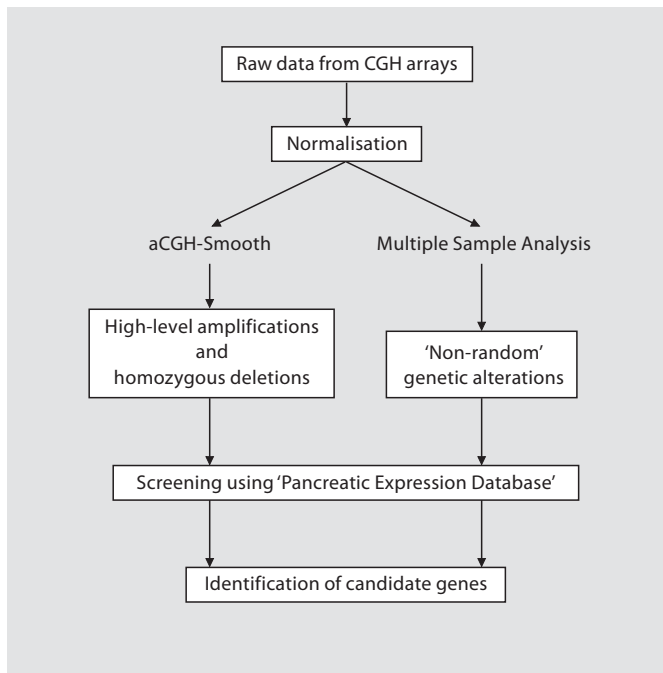 Raw data from CGH arrays
Normalisation
aCGH-Smooth
Multiple Sample Analysis
High-level amplifications
and
homozygous deletions
‘Non-random’
genetic alterations
Screening using ‘Pancreatic Expression Database’
Identification of candidate genes